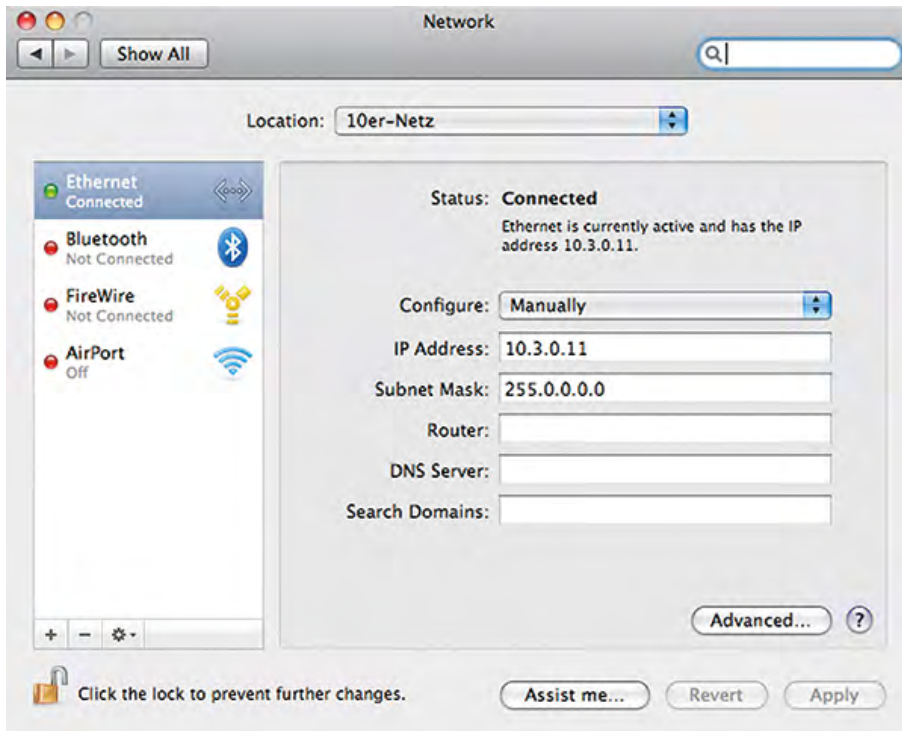 Network
Show All
Location: 10er-Netz
Ethernet
Connected
Bluetooth
Not Connected
FireWire
Not Connected
AirPort
Off
Status: Connected
Ethernet is currently active and has the IP
address 10.3.0.11.
Configure: Manually
IP Address: 10.3.0.11
Subnet Mask: 255.0.0.0.0
Router:
DNS Server:
Search Domains:
Advanced... ?
+ -
Click the lock to prevent further changes.
Assist me... Revert Apply